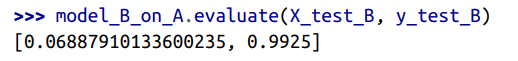 >>> model_B_on_A.evaluate(X_test_B, y_test_B)
[0.06887910133600235, 0.9925]